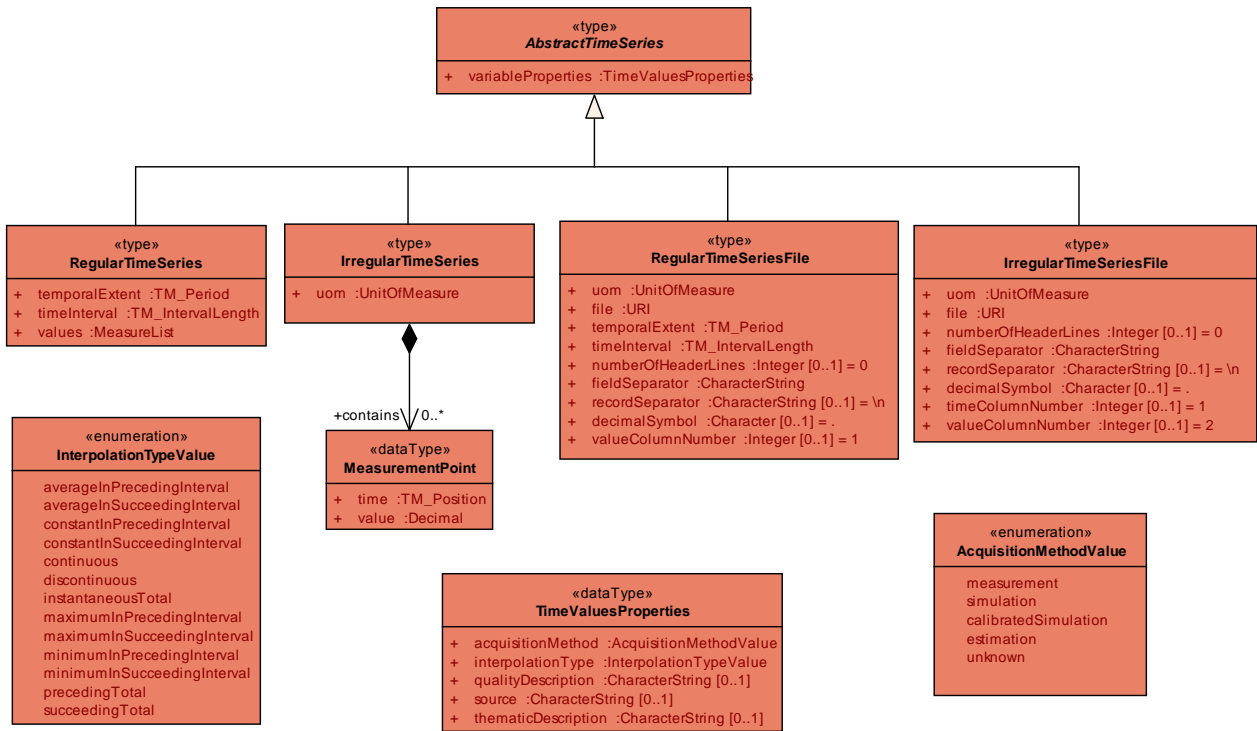 «type»
AbstractTimeSeries
+ variableProperties :TimeValuesProperties
«type»
RegularTimeSeries
+ temporalExtent :TM_Period
+ timeInterval :TM_IntervalLength
+ values :MeasureList
«type»
IrregularTimeSeries
+ uom :UnitOfMeasure
«type»
RegularTimeSeriesFile
+ uom :UnitOfMeasure
+ file :URI
+ temporalExtent :TM_Period
+ timeInterval :TM_IntervalLength
+ numberOfHeaderLines :Integer [0..1] = 0
+ fieldSeparator :CharacterString
+ recordSeparator :CharacterString [0..1] = \n
+ decimalSymbol :Character [0..1] = .
+ valueColumnNumber :Integer [0..1] = 1
«type»
IrregularTimeSeriesFile
+ uom :UnitOfMeasure
+ file :URI
+ numberOfHeaderLines :Integer [0..1] = 0
+ fieldSeparator :CharacterString
+ recordSeparator :CharacterString [0..1] = \n
+ decimalSymbol :Character [0..1] = .
+ timeColumnNumber :Integer [0..1] = 1
+ valueColumnNumber :Integer [0..1] = 2
+contains 0..*
«enumeration»
InterpolationTypeValue
averageInPrecedingInterval
averageInSucceedingInterval
constantInPrecedingInterval
constantInSucceedingInterval
continuous
discontinuous
instantaneousTotal
maximumInPrecedingInterval
maximumInSucceedingInterval
minimumInPrecedingInterval
minimumInSucceedingInterval
precedingTotal
succeedingTotal
«dataType»
MeasurementPoint
+ time :TM_Position
+ value :Decimal
«dataType»
TimeValuesProperties
+ acquisitionMethod :AcquisitionMethodValue
+ interpolationType :InterpolationTypeValue
+ qualityDescription :CharacterString [0..1]
+ source :CharacterString [0..1]
+ thematicDescription :CharacterString [0..1]
«enumeration»
AcquisitionMethodValue
measurement
simulation
calibratedSimulation
estimation
unknown